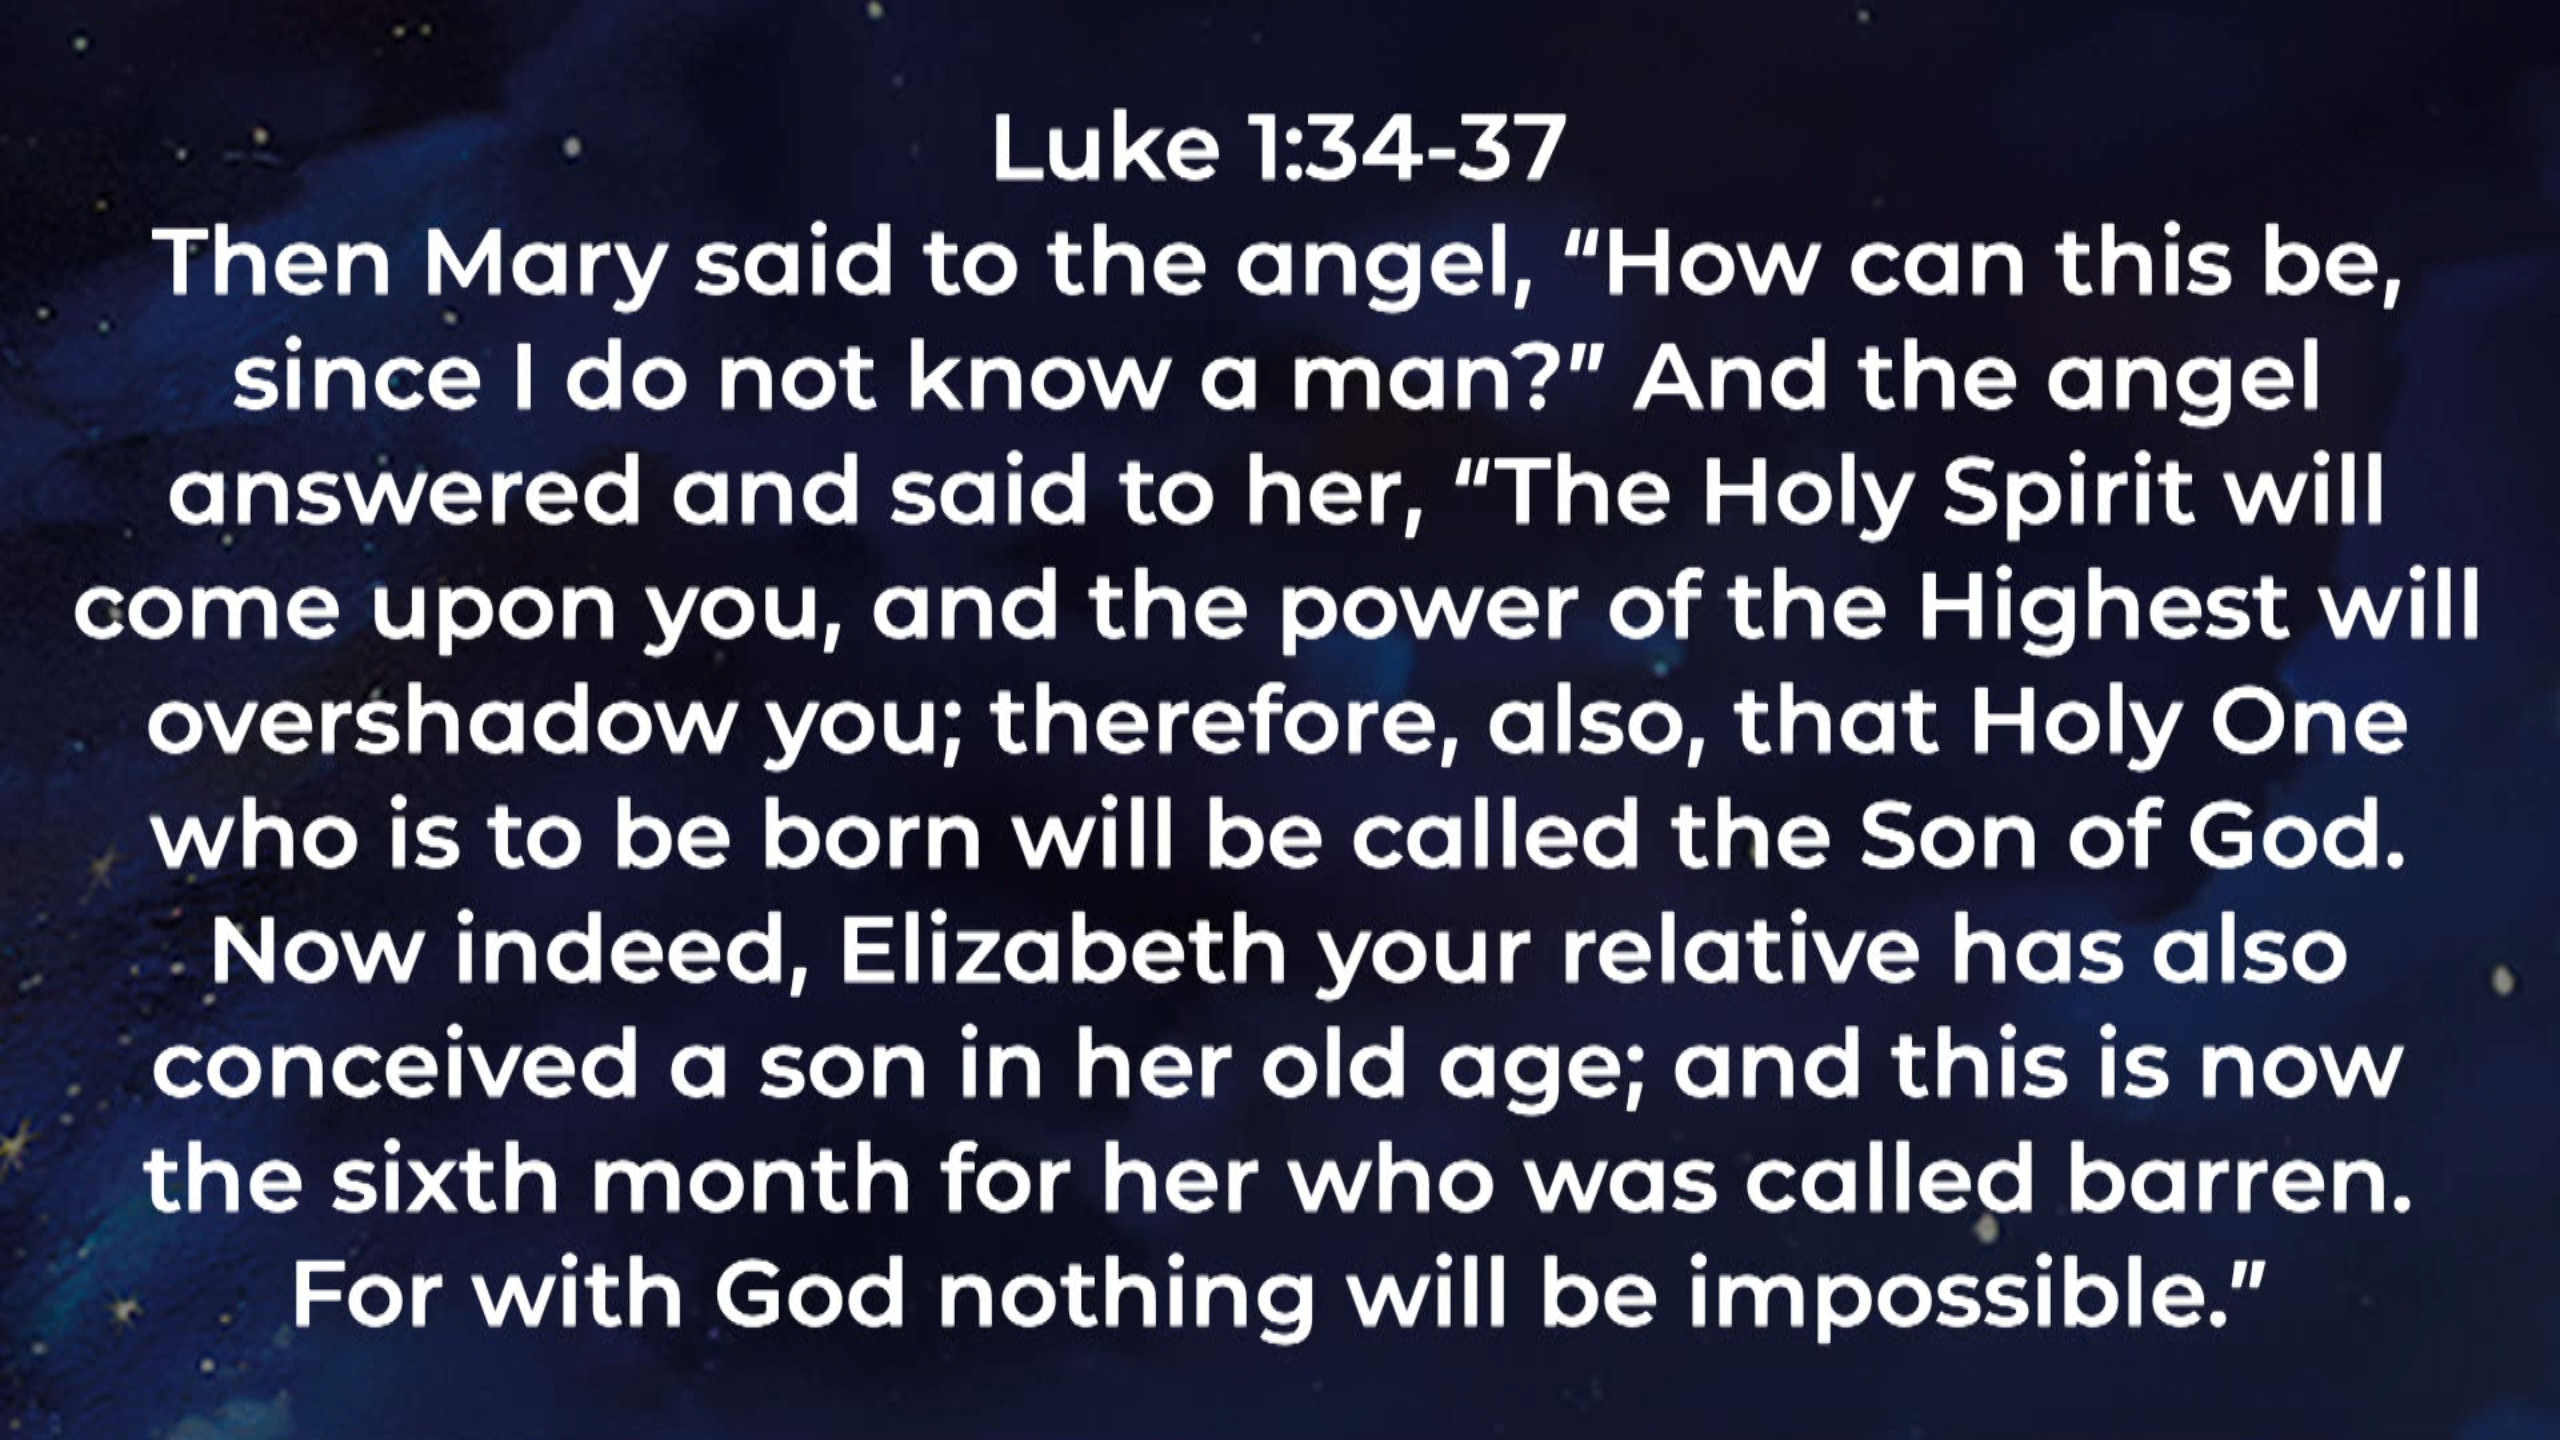 Luke 1:34-37
Then Mary said to the angel, “How can this be,
since I do not know a man?” And the angel
answered and said to her, “The Holy Spirit will
come upon you, and the power of the Highest will
overshadow you; therefore, also, that Holy One
who is to be born will be called the Son of God.
Now indeed, Elizabeth your relative has also
conceived a son in her old age; and this is now
the sixth month for her who was called barren.
For with God nothing will be impossible.”